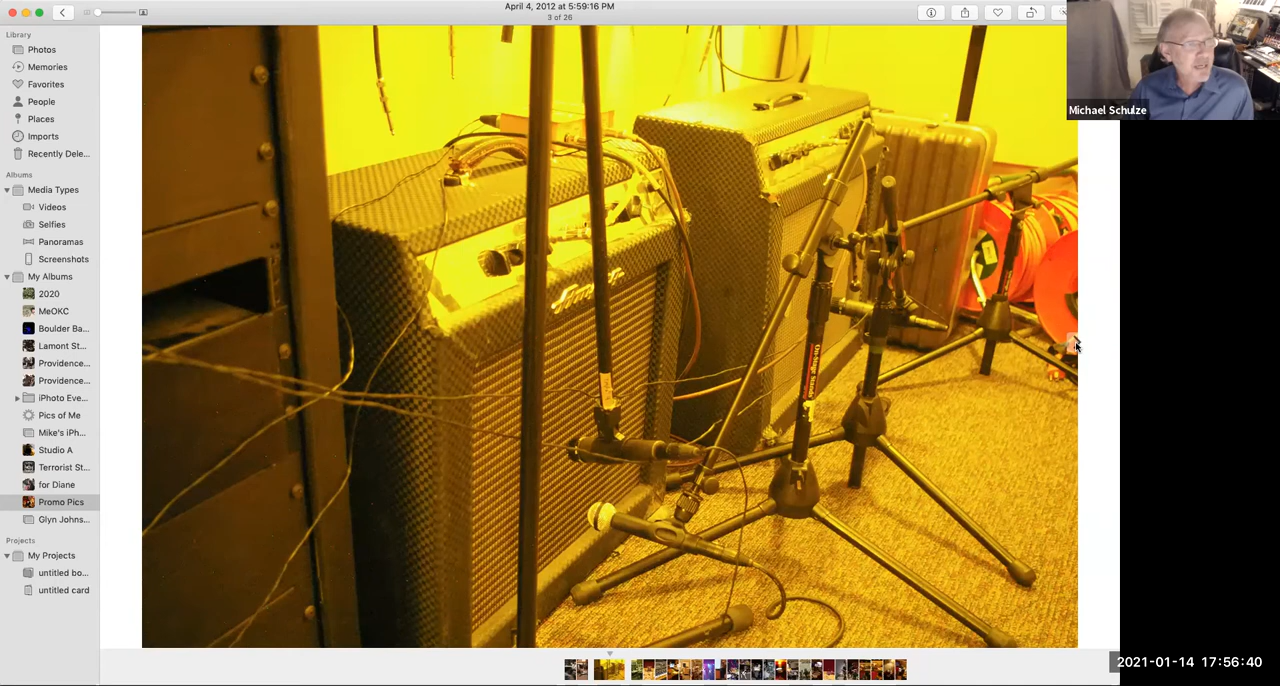 April 4, 2012 at 5:59:16 PM
3 of 26
Library
Photos
Memories
Favorites
People
Places
Imports
Recently Dele...
Albums
Media Types
Videos
Selfies
Panoramas
Screenshots
My Albums
2020
MeOKC
Boulder Ba...
Lamont St...
Providence...
Providence...
iPhoto Eve...
Pics of Me
Mike's iPh...
Studio A
Terrorist St...
for Diane
Promo Pics
Glyn Johns...
Projects
My Projects
untitled bo...
untitled card
On-Stage Stands
Michael Schulze
2021-01-14 17:56:40